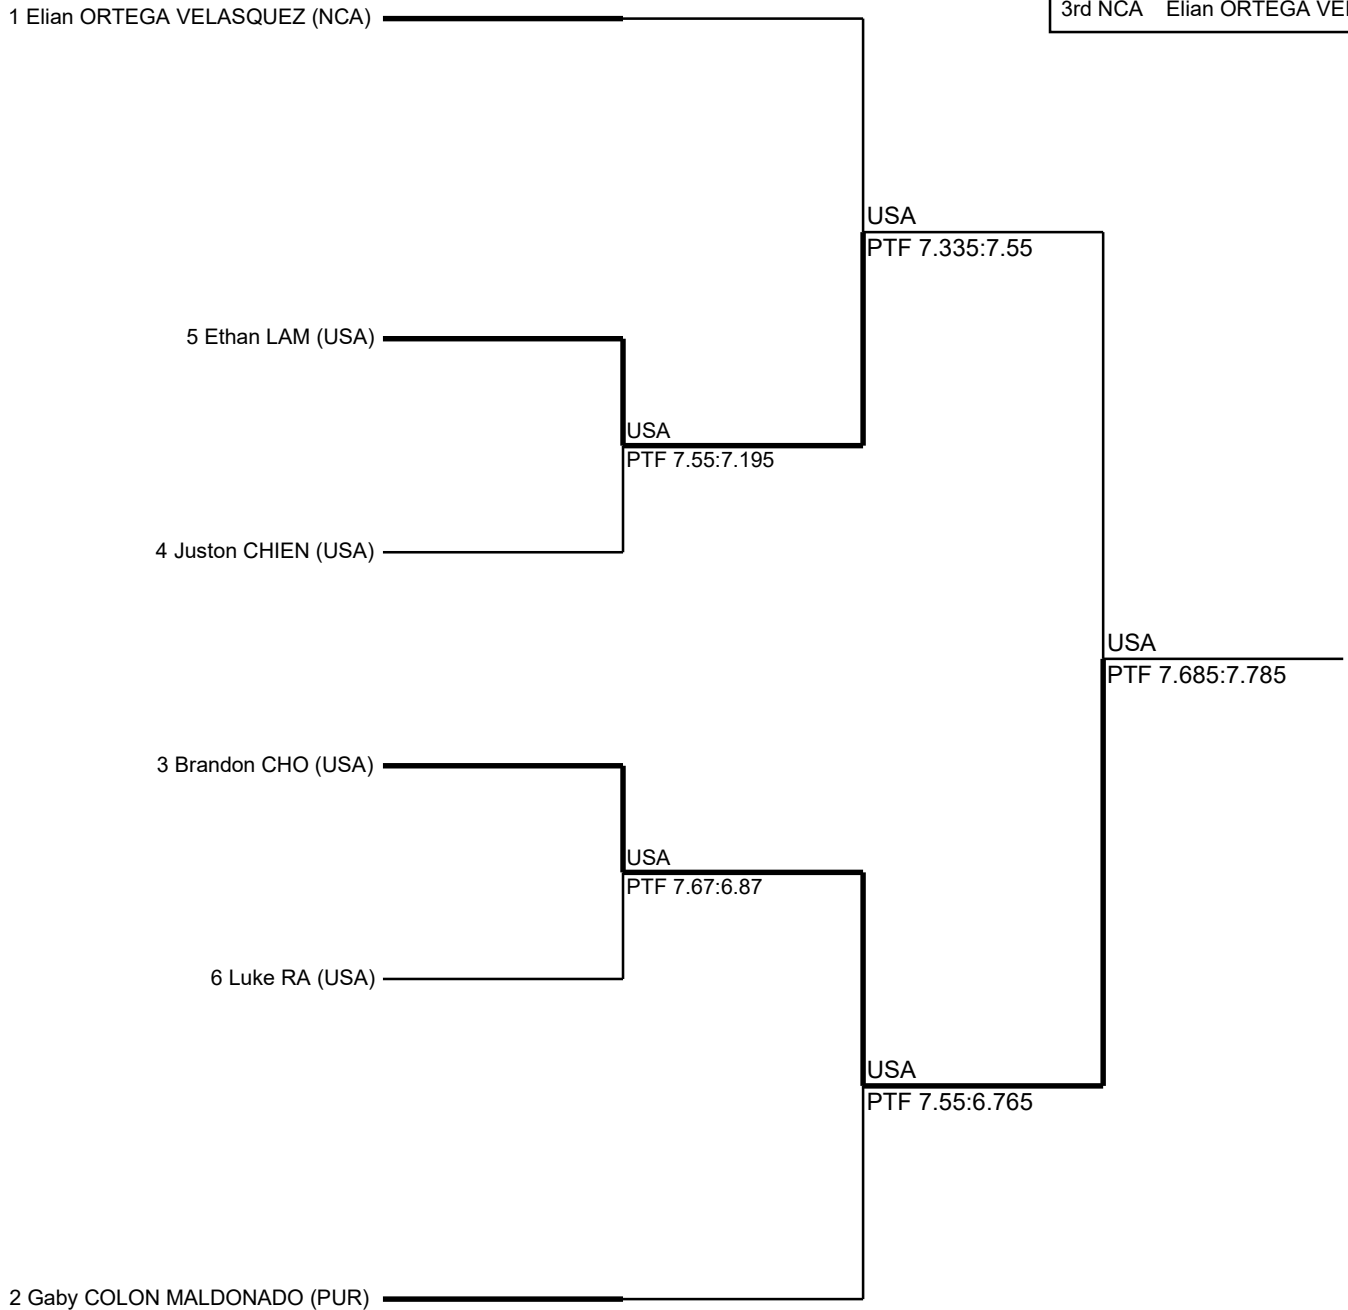 1 Elian ORTEGA VELASQUEZ (NCA)
3rd NCA Elian ORTEGA
USA
PTF 7.335:7.55
5 Ethan LAM (USA)
USA
PTF 7.55:7.195
4 Juston CHIEN (USA)
USA
PTF 7.685:7.785
3 Brandon CHO (USA)
USA
PTF 7.67:6.87
6 Luke RA (USA)
USA
PTF 7.55:6.765
2 Gaby COLON MALDONADO (PUR)